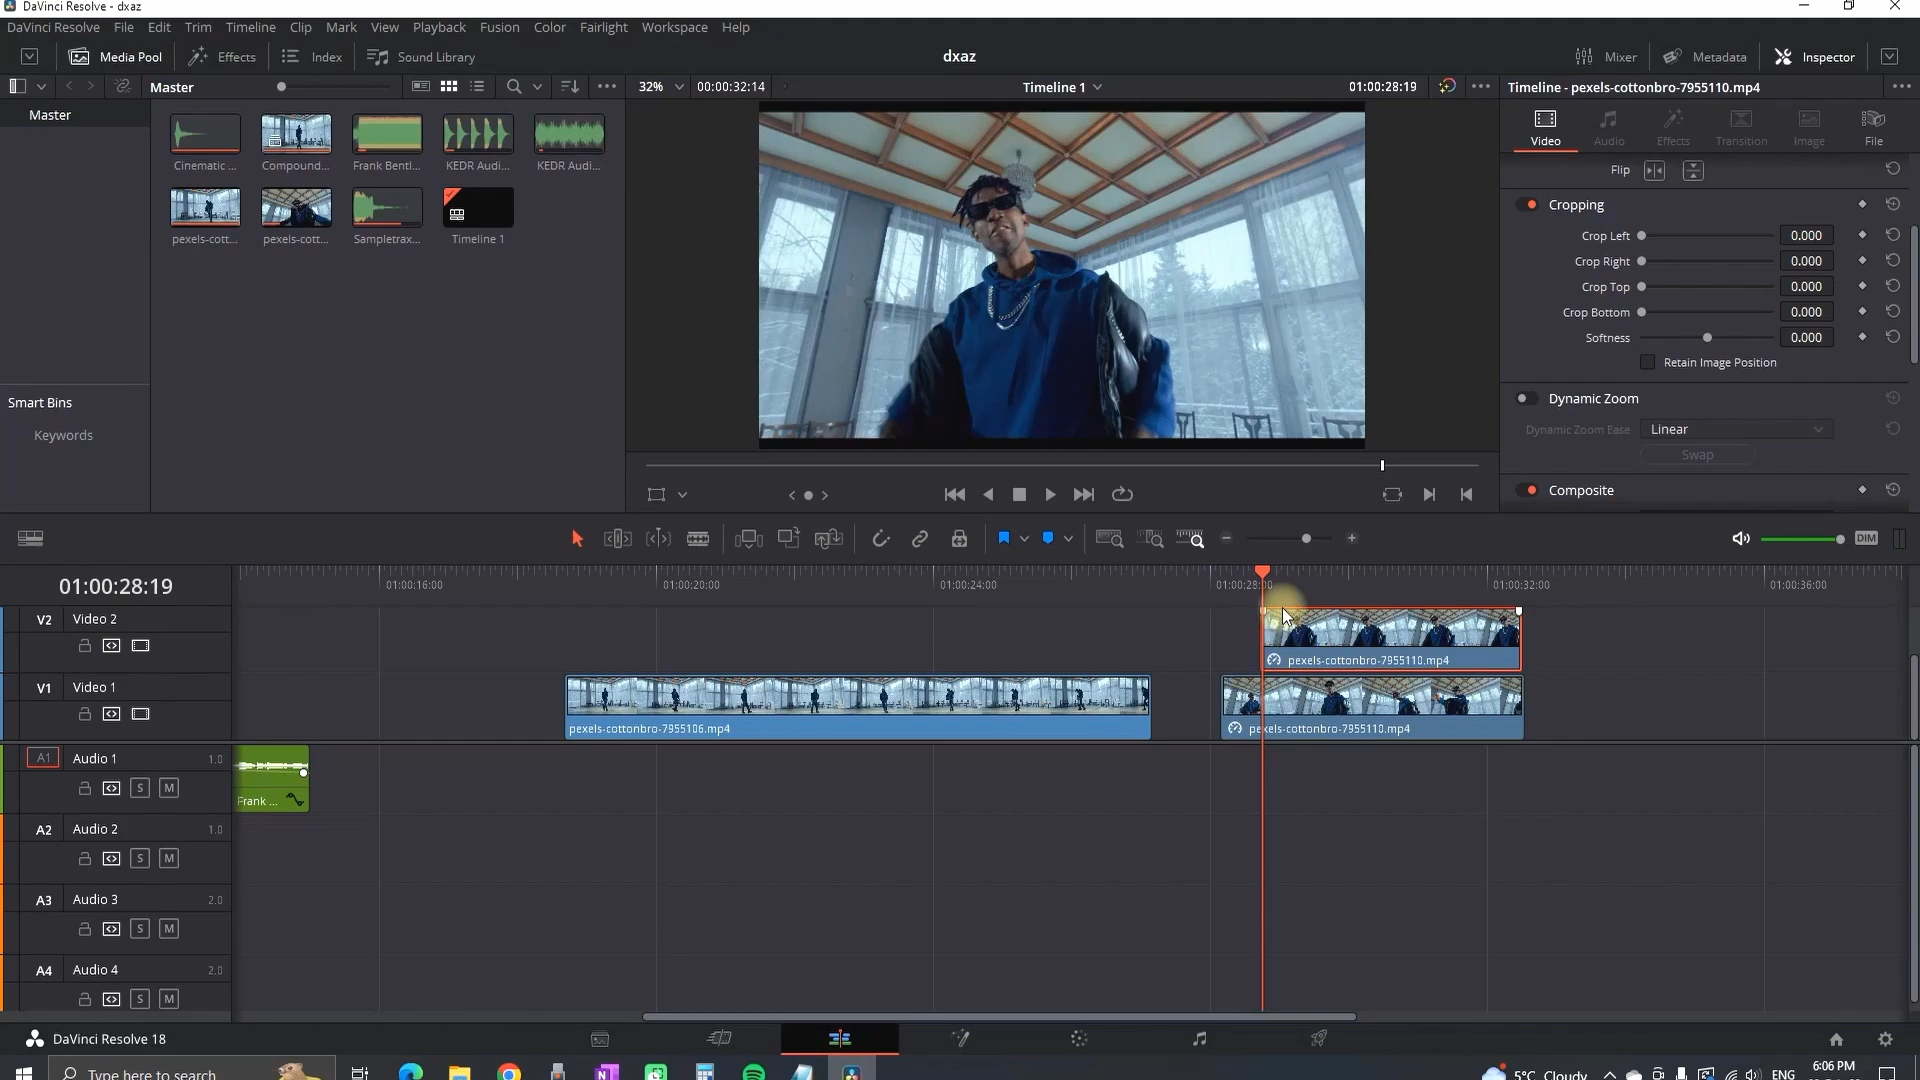 DaVinci Resolve - dxaz
DaVinci Resolve File Edit Trim Timeline Clip Mark View Playback Fusion Color Fairlight Workspace Help
Media Pool Effects Index Sound Library dxaz Mixer Metadata Inspector
Master 32% 00:00:32:14 Timeline 1 01:00:28:19 Timeline - pexels-cottonbro-7955110.mp4
Master
Cinematic ... Compound... Frank Bentl... KEDR Audi... KEDR Audi...
pexels-cott... pexels-cott... Sampletrax... Timeline 1
Smart Bins
Keywords
Video Audio Effects Transition Image File
Flip
Cropping
Crop Left 0.000
Crop Right 0.000
Crop Top 0.000
Crop Bottom 0.000
Softness 0.000
Retain Image Position
Dynamic Zoom
Dynamic Zoom Ease Linear
Swap
Composite
DIM
01:00:28:19 01:00:16:00 01:00:20:00 01:00:24:00 01:00:28:00 01:00:32:00 01:00:36:00
V2 Video 2
pexels-cottonbro-7955110.mp4
V1 Video 1
pexels-cottonbro-7955106.mp4 pexels-cottonbro-7955110.mp4
A1 Audio 1 1.0
S M Frank ...
A2 Audio 2 1.0
S M
A3 Audio 3 2.0
S M
A4 Audio 4 2.0
S M
DaVinci Resolve 18
Type here to search 5°C Cloudy ENG 6:06 PM